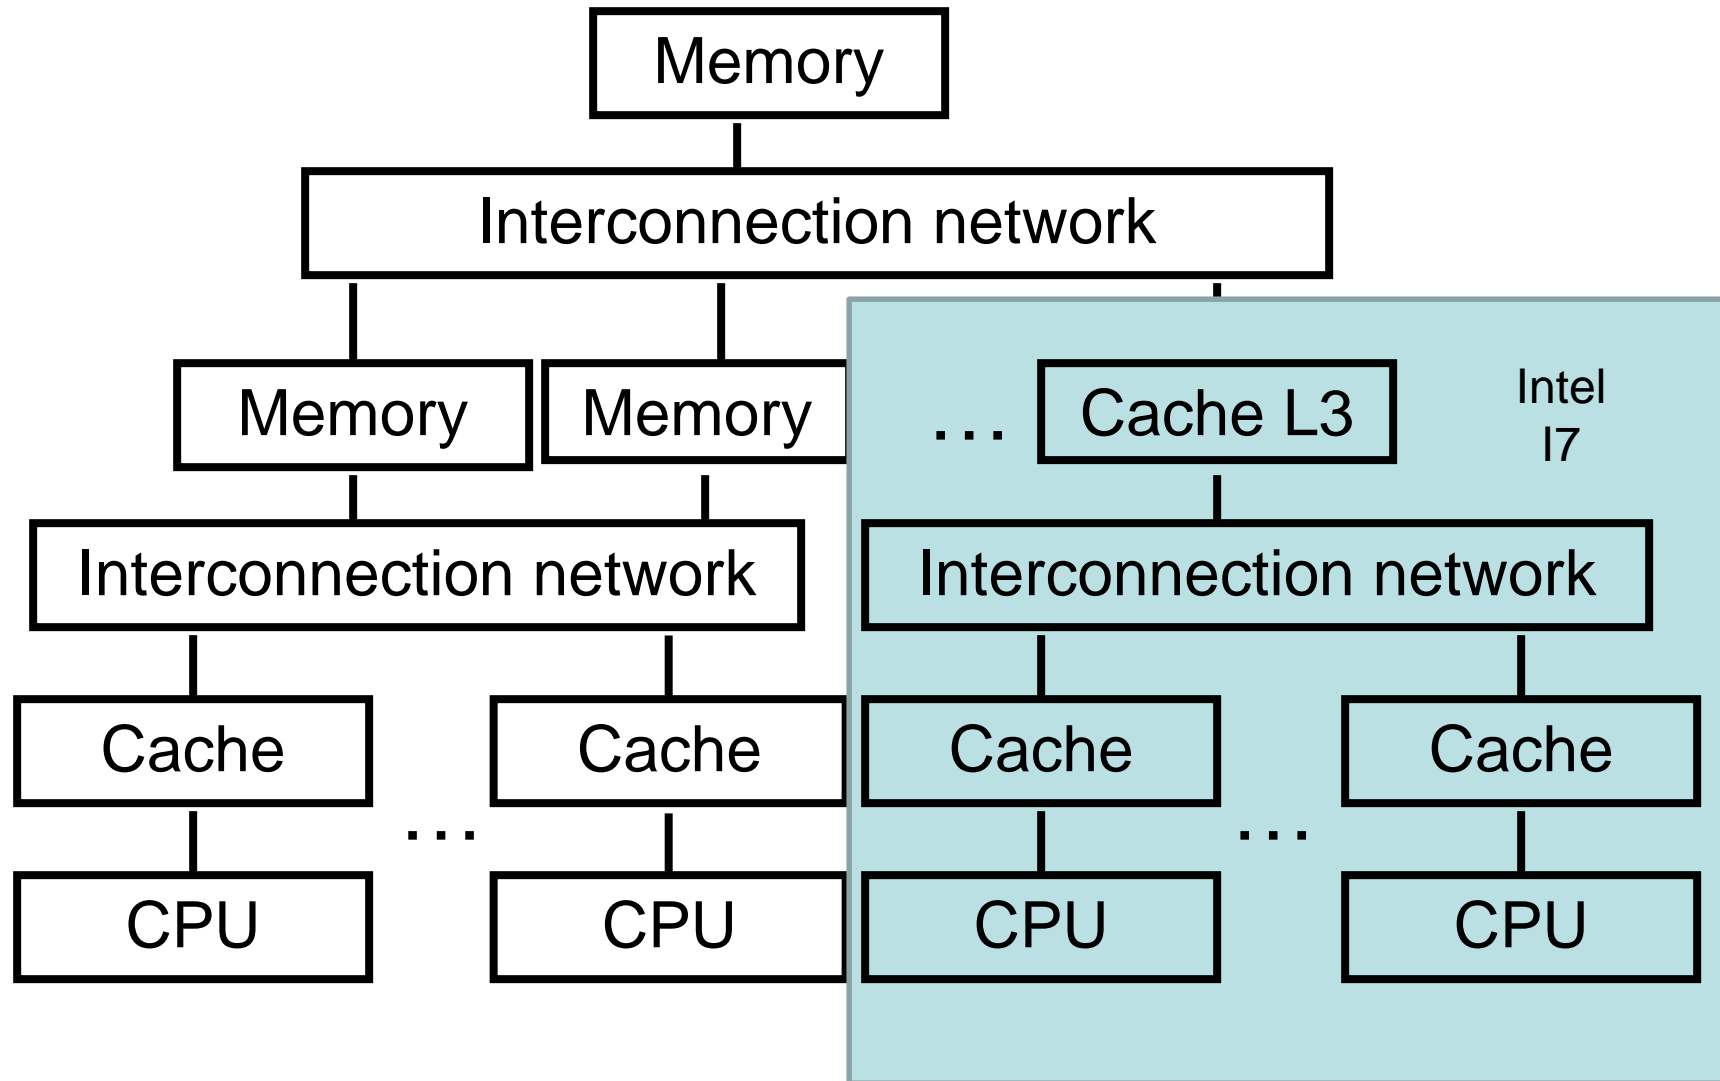 Memory
Interconnection network
Memory
Memory
…
Cache L3
Intel
I7
Interconnection network
Interconnection network
Cache
Cache
Cache
Cache
…
…
CPU
CPU
CPU
CPU